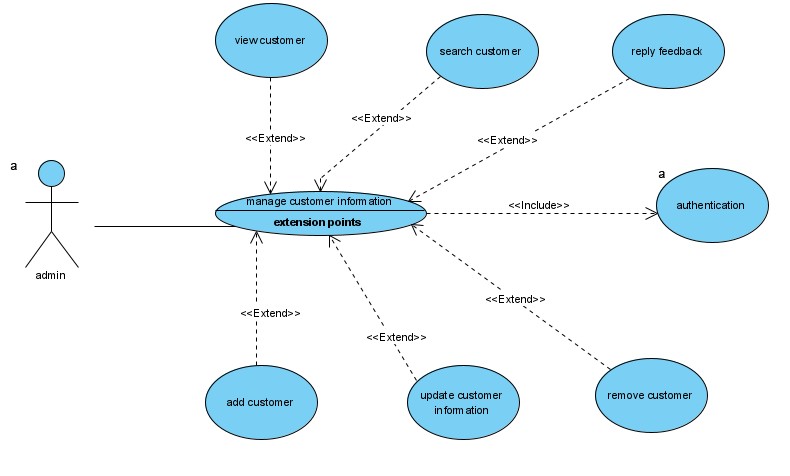 view customer
search customer
reply feedback
<<Extend>>
<<Extend>>
<<Extend>>
a
a
manage customer information
extension points
<<Include>>
authentication
admin
<<Extend>>
<<Extend>>
<<Extend>>
add customer
update customer
information
remove customer